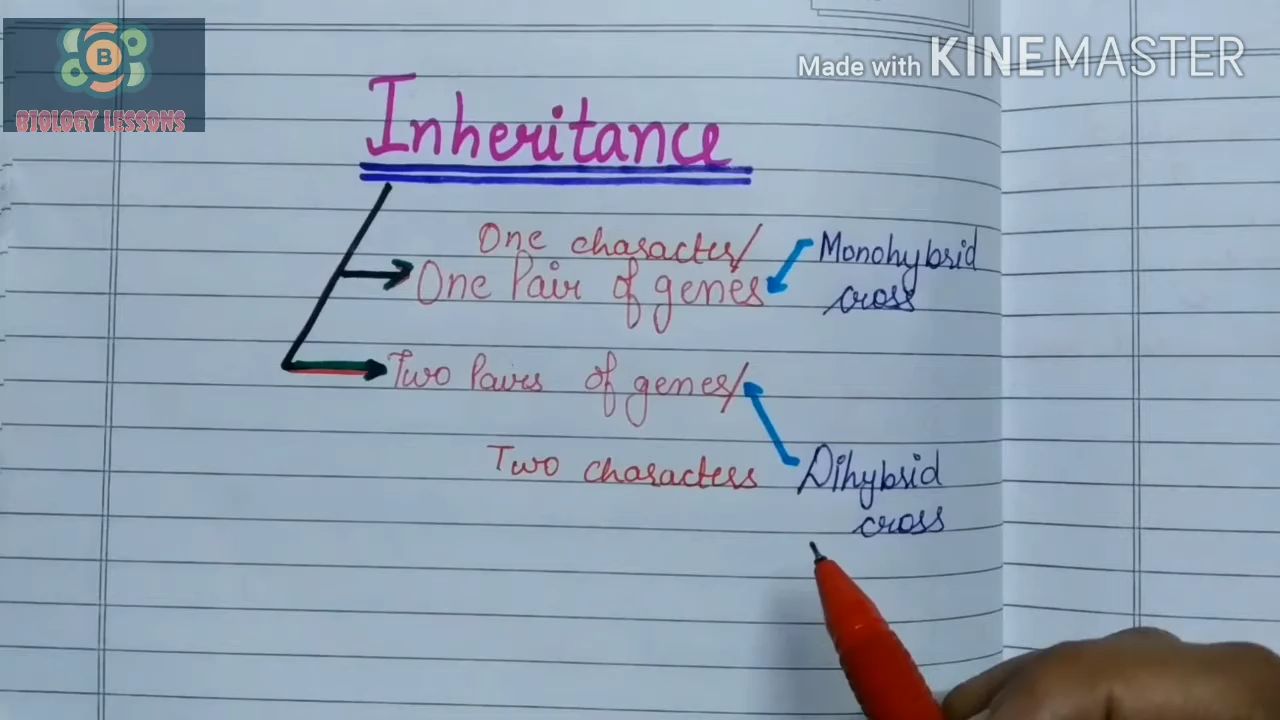 BIOLOGY LESSONS
B
Made with KINEMASTER
Inheritance
One character/
One Pair of genes
Monohybrid
cross
Two Pairs of genes/
Two characters
Dihybrid
cross